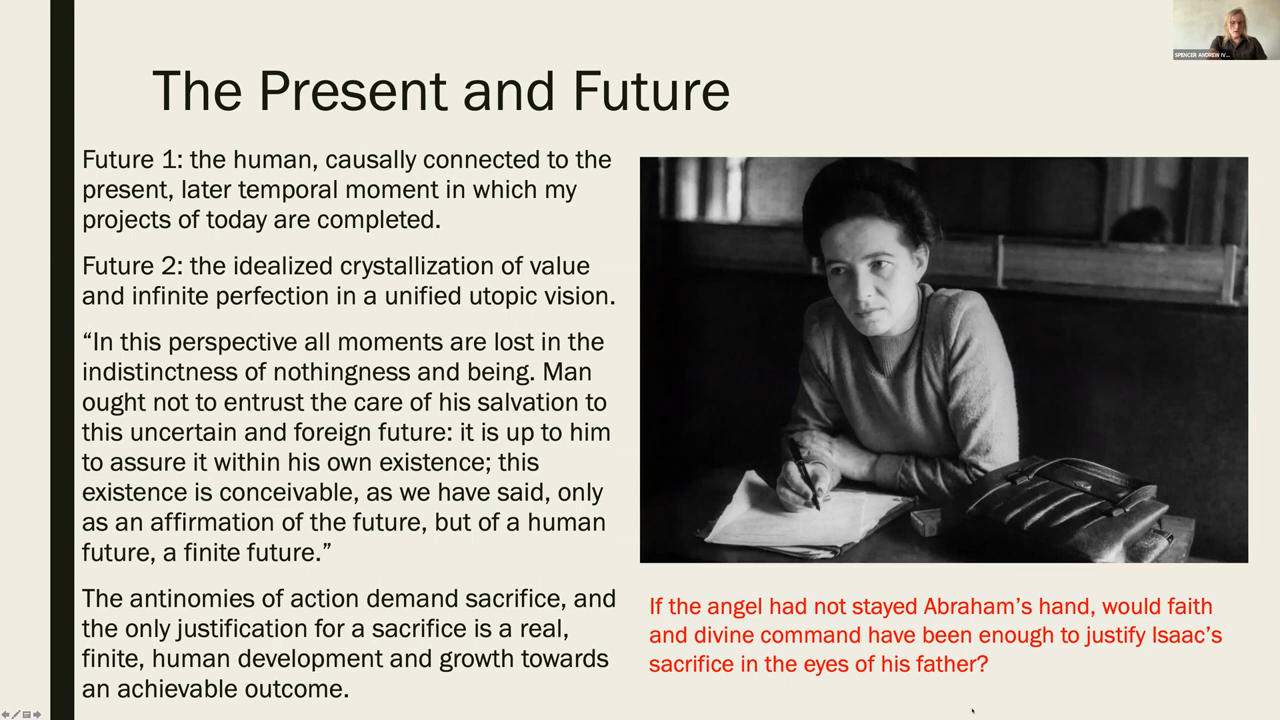 The Present and Future
Future 1: the human, causally connected to the
present, later temporal moment in which my
projects of today are completed.
Future 2: the idealized crystallization of value
and infinite perfection in a unified utopic vision.
“In this perspective all moments are lost in the
indistinctness of nothingness and being. Man
ought not to entrust the care of his salvation to
this uncertain and foreign future: it is up to him
to assure it within his own existence; this
existence is conceivable, as we have said, only
as an affirmation of the future, but of a human
future, a finite future.”
The antinomies of action demand sacrifice, and
the only justification for a sacrifice is a real,
finite, human development and growth towards
an achievable outcome.
If the angel had not stayed Abraham’s hand, would faith
and divine command have been enough to justify Isaac’s
sacrifice in the eyes of his father?
SPENCER ANDREW IV...